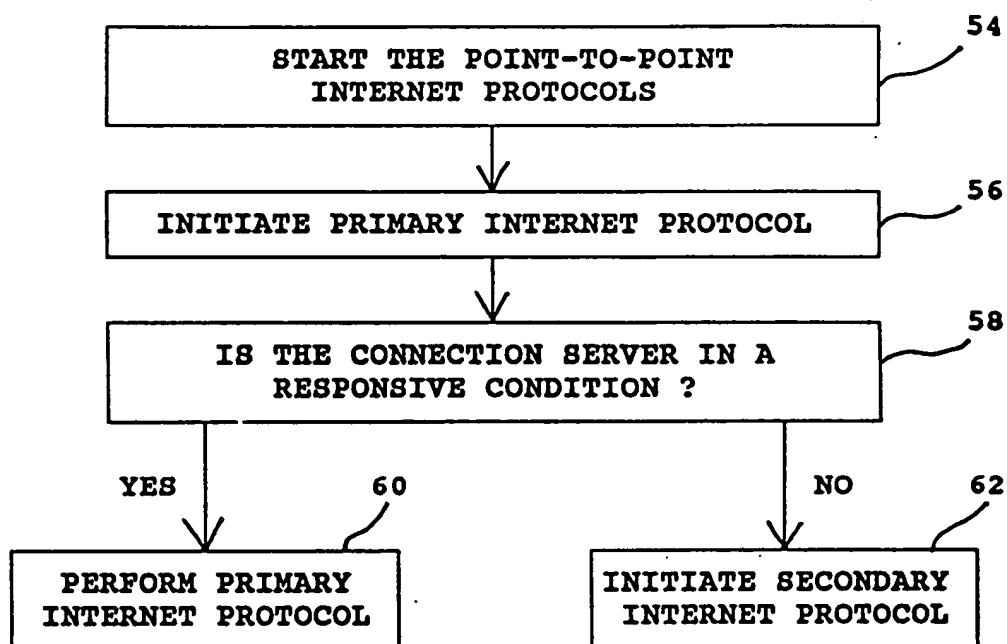 54
START THE POINT-TO-POINT
INTERNET PROTOCOLS
56
INITIATE PRIMARY INTERNET PROTOCOL
58
IS THE CONNECTION SERVER IN A
RESPONSIVE CONDITION ?
YES
60
NO
62
PERFORM PRIMARY
INTERNET PROTOCOL
INITIATE SECONDARY
INTERNET PROTOCOL